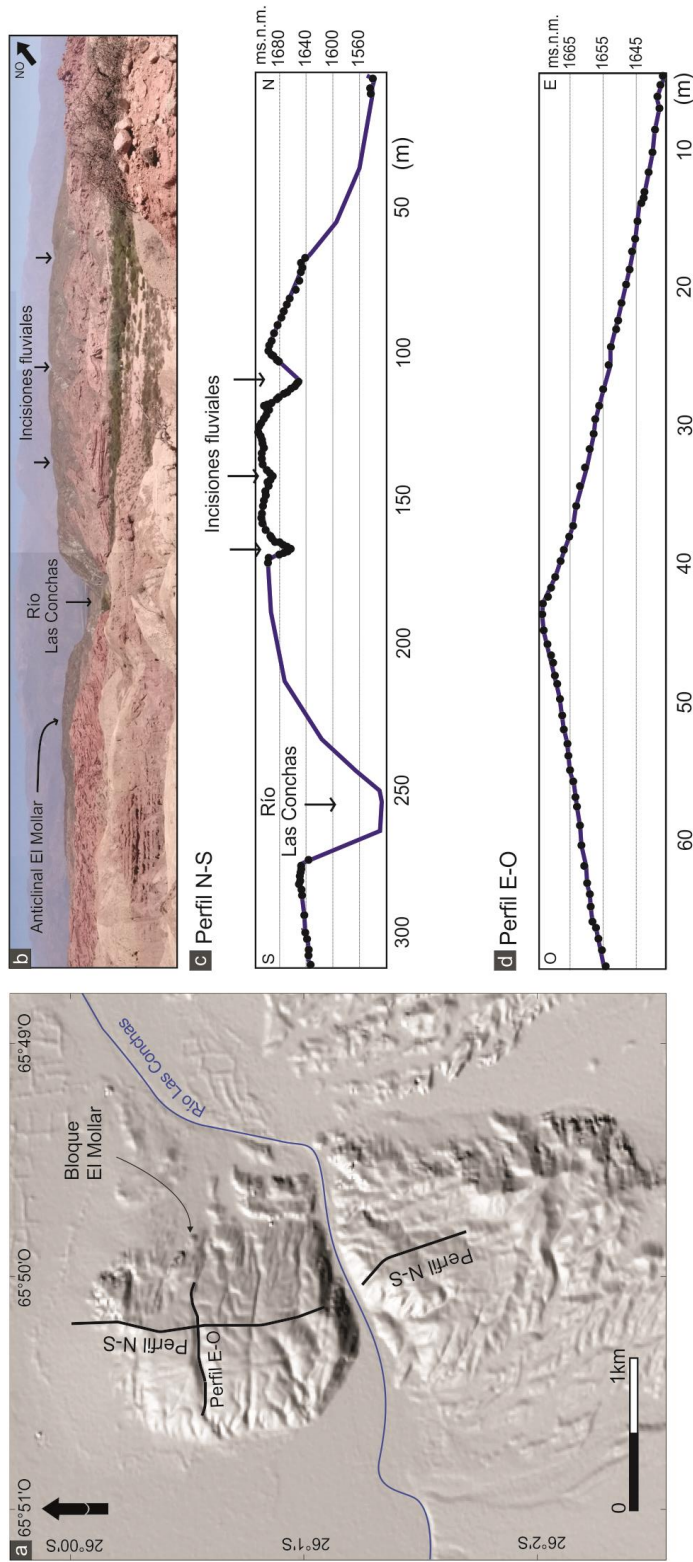 a
65°51'O
65°50'O
65°49'O
26°00'S
26°1'S
26°2'S
Bloque
El Mollar
Río Las Conchas
Perfil N-S
Perfil E-O
Perfil N-S
0
1km
b
Anticlinal El Mollar
Río
Las Conchas
Incisiones fluviales
NO
c Perfil N-S
S
N
ms.n.m.
1680
1640
1600
1560
Río
Las Conchas
Incisiones fluviales
300
250
200
150
100
50
(m)
d Perfil E-O
O
E
ms.n.m.
1665
1655
1645
60
50
40
30
20
10
(m)